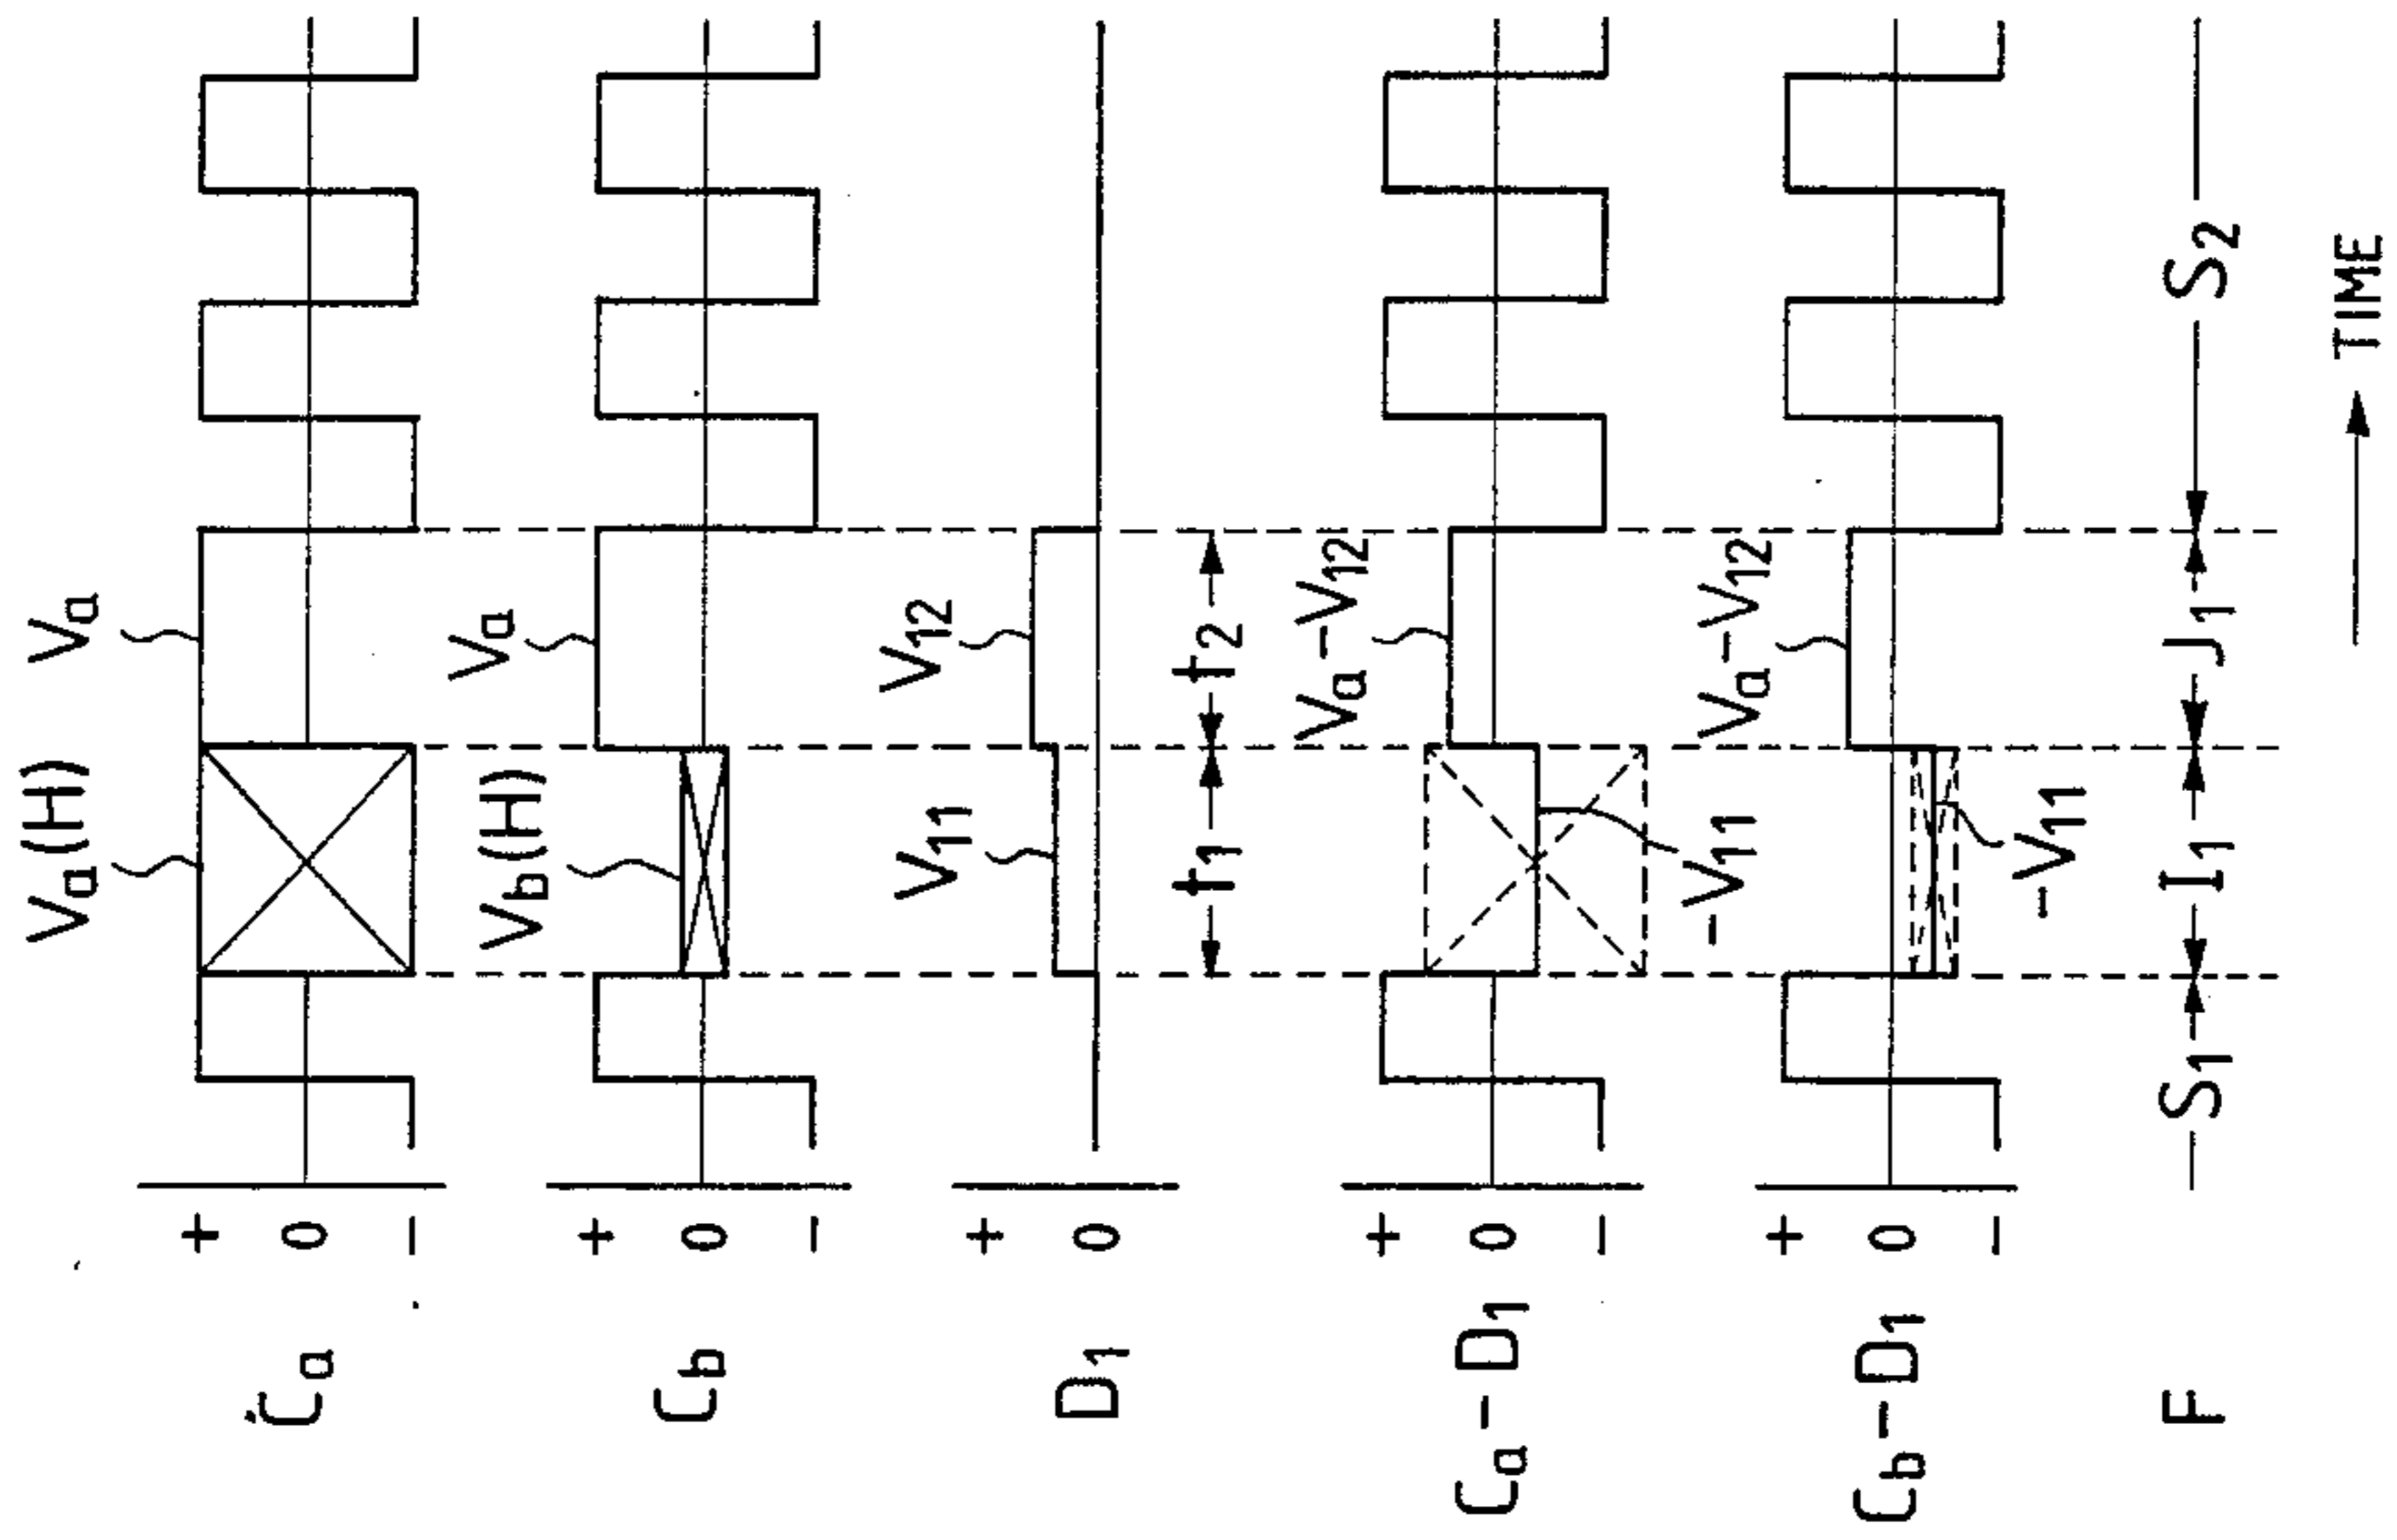 Ca + 0 - Va(H) Va
Cb + 0 - Vb(H) Va
D1 + 0 V11 V12
t1 t2
Ca-D1 + 0 - -V11 Va-V12
Cb-D1 + 0 - -V11 Va-V12
F S1 I1 J1 S2
TIME